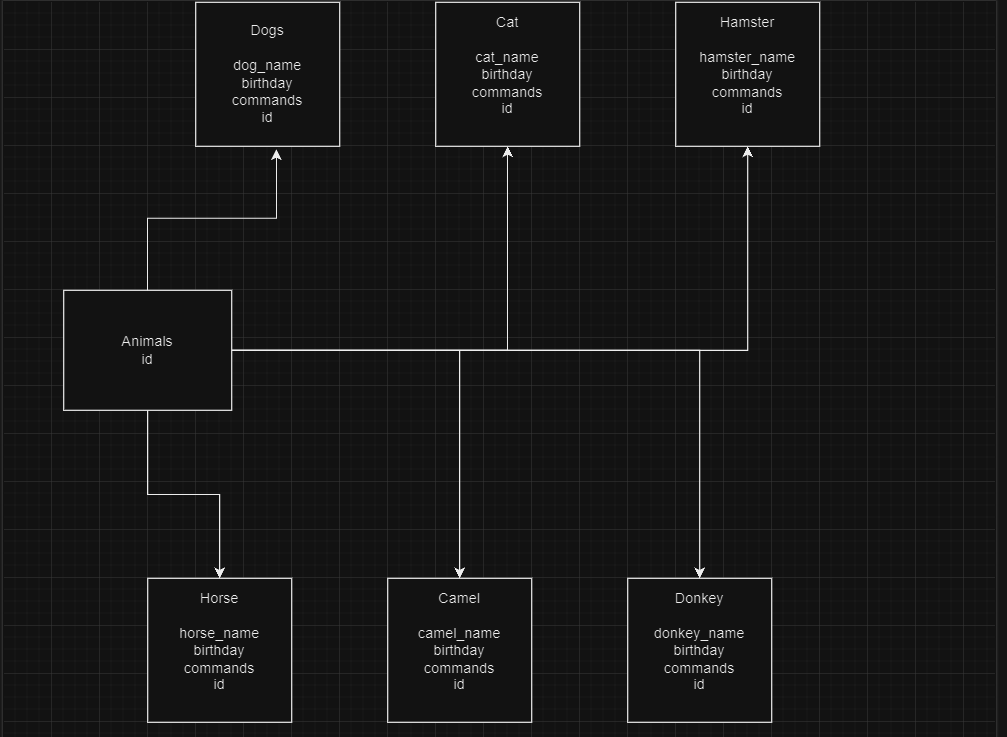 Dogs
dog_name
birthday
commands
id
Cat
cat_name
birthday
commands
id
Hamster
hamster_name
birthday
commands
id
Animals
id
Horse
horse_name
birthday
commands
id
Camel
camel_name
birthday
commands
id
Donkey
donkey_name
birthday
commands
id